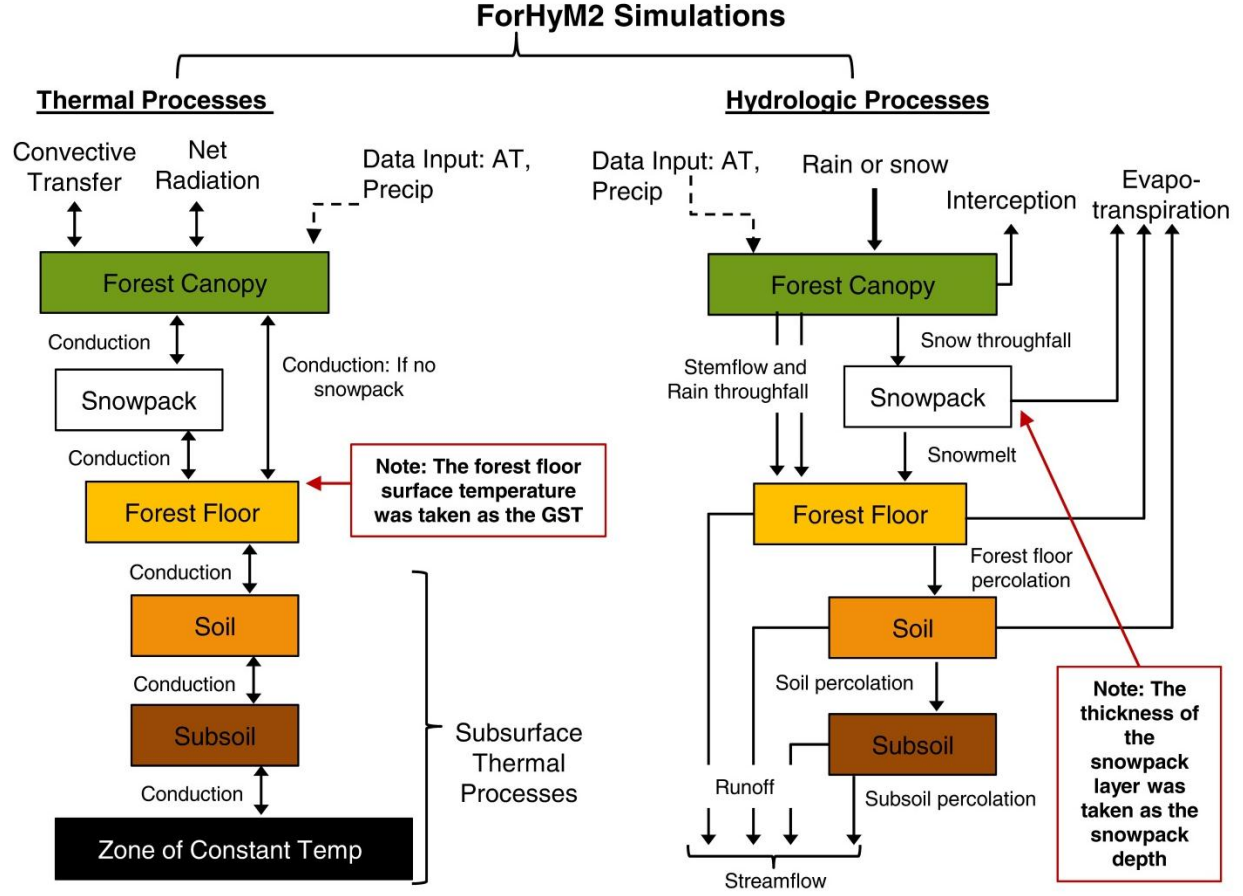 ForHyM2 Simulations
Thermal Processes
Convective
Transfer
Net
Radiation
Data Input: AT,
Precip
Forest Canopy
Conduction
Conduction: If no
snowpack
Snowpack
Conduction
Note: The forest floor
surface temperature
was taken as the GST
Forest Floor
Conduction
Soil
Conduction
Subsoil
Conduction
Subsurface
Thermal
Processes
Zone of Constant Temp
Hydrologic Processes
Data Input: AT,
Precip
Rain or snow
Interception
Evapo-
transpiration
Forest Canopy
Snow throughfall
Stemflow and
Rain throughfall
Snowpack
Snowmelt
Forest Floor
Forest floor
percolation
Soil
Soil percolation
Subsoil
Runoff
Subsoil percolation
Streamflow
Note: The
thickness of
the
snowpack
layer was
taken as the
snowpack
depth